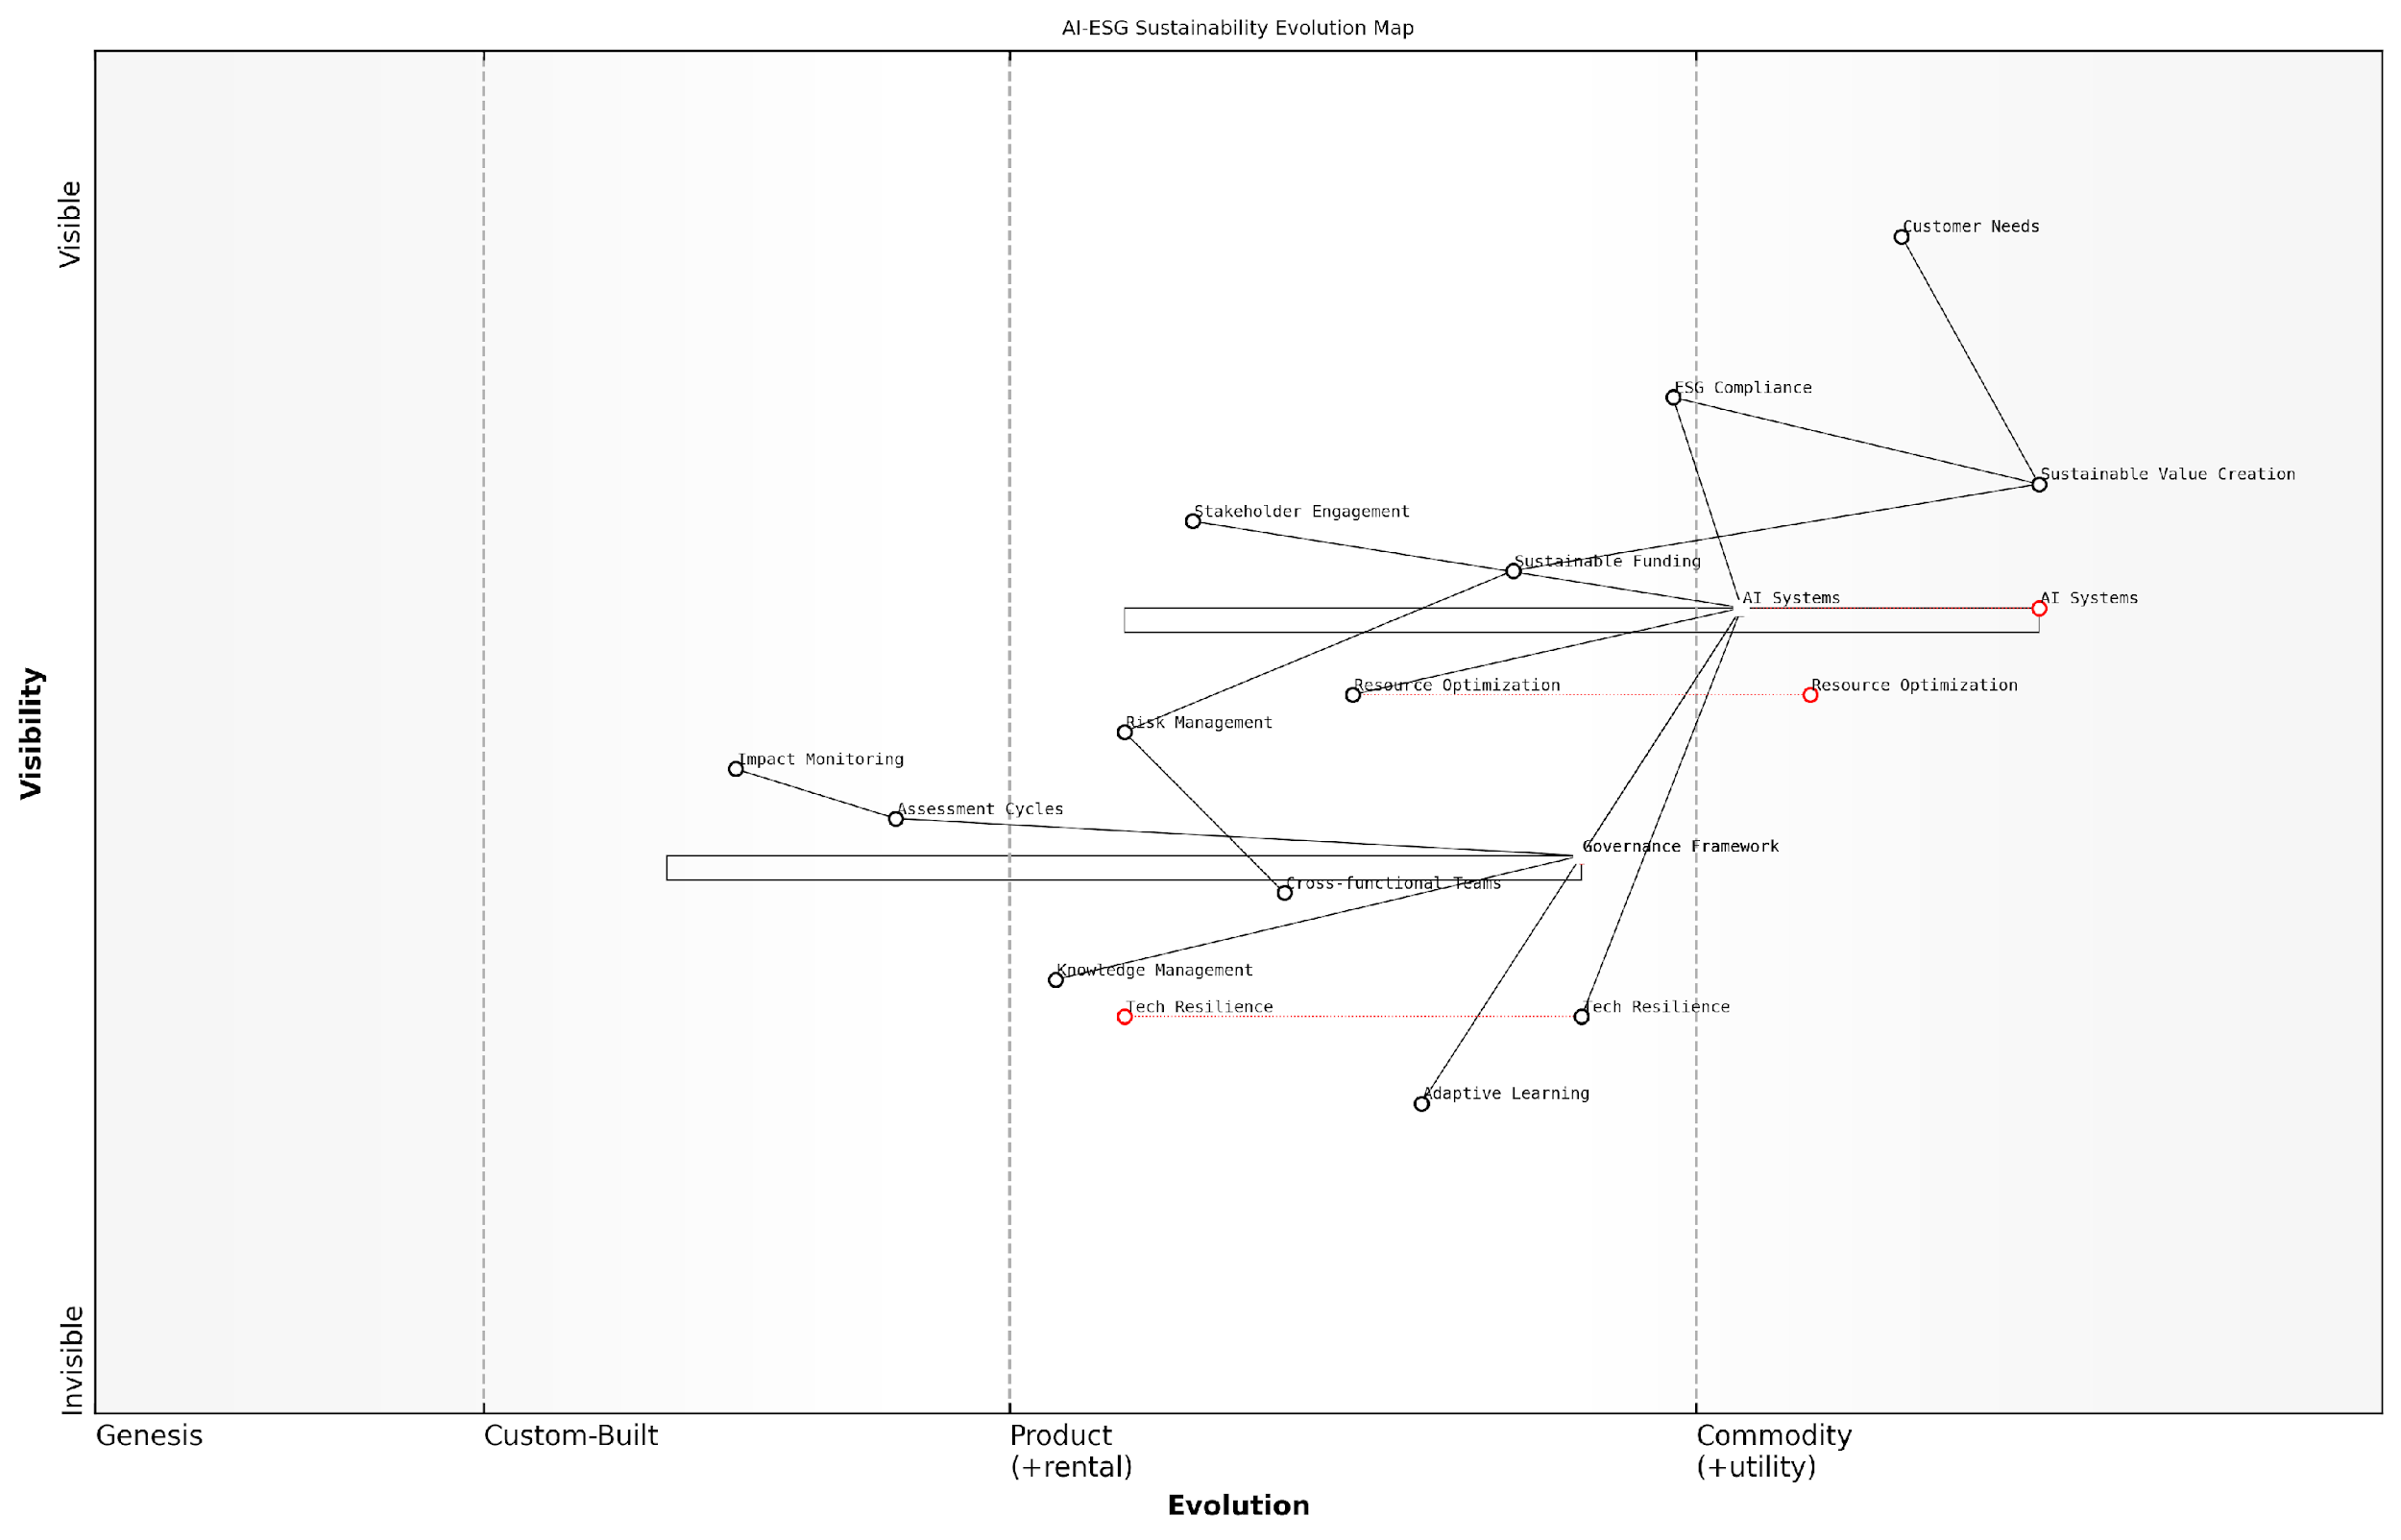 AI-ESG Sustainability Evolution Map
Visible
Customer Needs
ESG Compliance
Sustainable Value Creation
Stakeholder Engagement
Sustainable Funding
AI Systems
AI Systems
Resource Optimization
Resource Optimization
Risk Management
Impact Monitoring
Assessment Cycles
Governance Framework
Cross-functional Teams
Knowledge Management
Tech Resilience
Tech Resilience
Adaptive Learning
Visibility
Invisible
Genesis
Custom-Built
Product
(+rental)
Commodity
(+utility)
Evolution